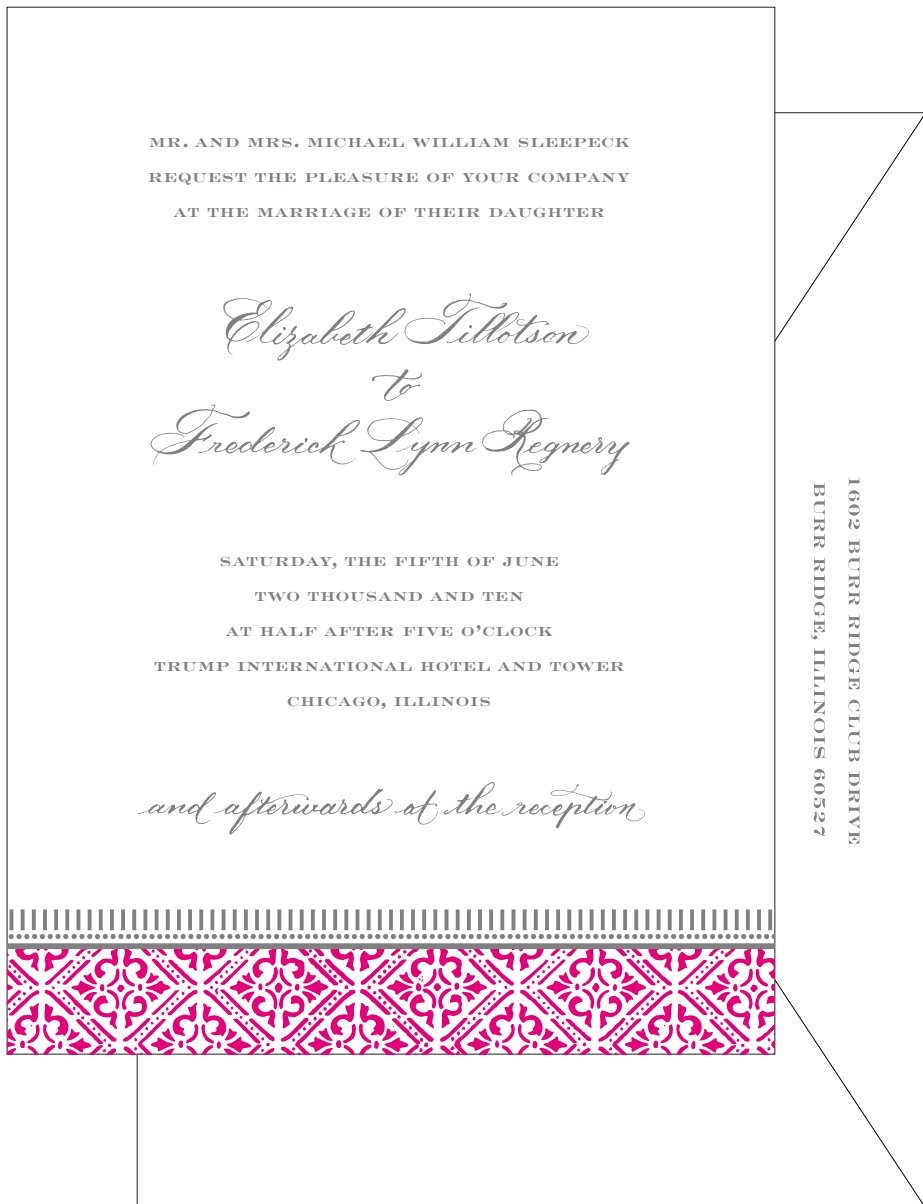 MR. AND MRS. MICHAEL WILLIAM SLEEPECK
REQUEST THE PLEASURE OF YOUR COMPANY
AT THE MARRIAGE OF THEIR DAUGHTER
Elizabeth Tillotson
to
Frederick Lynn Regnery
SATURDAY, THE FIFTH OF JUNE
TWO THOUSAND AND TEN
AT HALF AFTER FIVE O’CLOCK
TRUMP INTERNATIONAL HOTEL AND TOWER
CHICAGO, ILLINOIS
and afterwards at the reception
1602 BURR RIDGE CLUB DRIVE
BURR RIDGE, ILLINOIS 60527